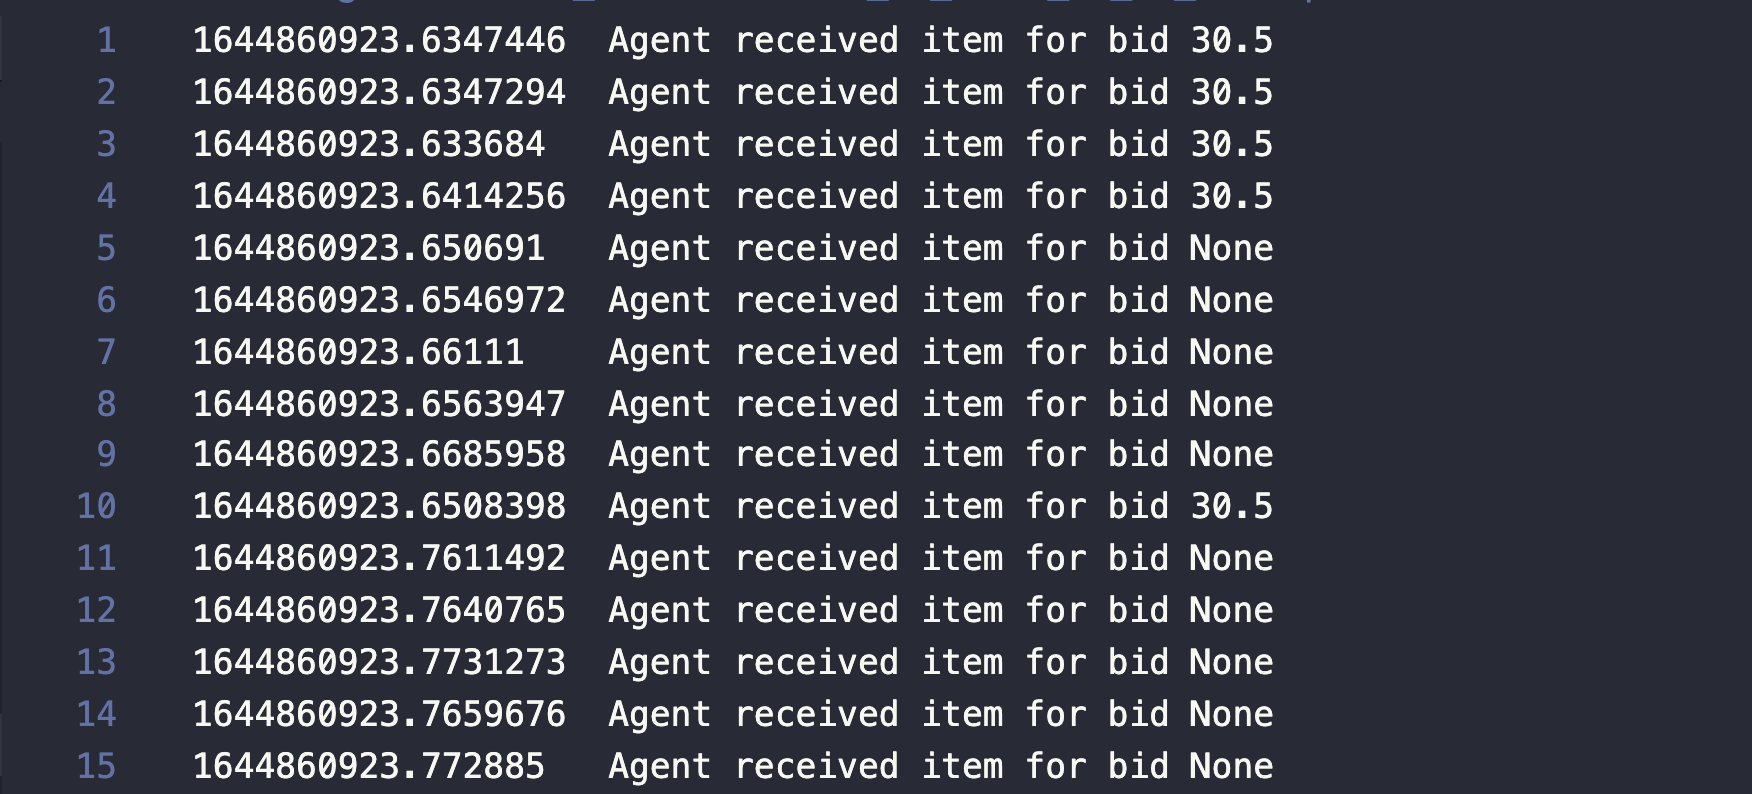 1 1644860923.6347446 Agent received item for bid 30.5
2 1644860923.6347294 Agent received item for bid 30.5
3 1644860923.633684 Agent received item for bid 30.5
4 1644860923.6414256 Agent received item for bid 30.5
5 1644860923.650691 Agent received item for bid None
6 1644860923.6546972 Agent received item for bid None
7 1644860923.66111 Agent received item for bid None
8 1644860923.6563947 Agent received item for bid None
9 1644860923.6685958 Agent received item for bid None
10 1644860923.6508398 Agent received item for bid 30.5
11 1644860923.7611492 Agent received item for bid None
12 1644860923.7640765 Agent received item for bid None
13 1644860923.7731273 Agent received item for bid None
14 1644860923.7659676 Agent received item for bid None
15 1644860923.772885 Agent received item for bid None